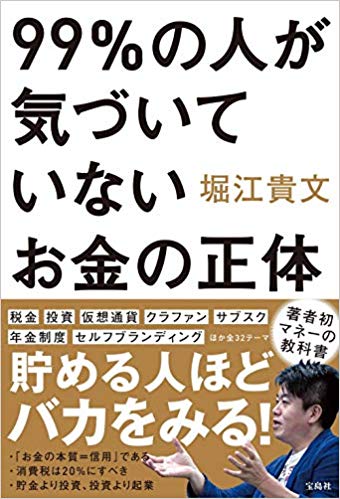 99%の人が
気づいて
いない
堀江貴文
お金の正体
税金 投資 仮想通貨 クラファン サブスク
年金制度 セルフブランディング ほか全32テーマ
著者初
マネーの
教科書
貯める人ほど
バカをみる!
・「お金の本質=信用」である
・消費税は20%にすべき
・貯金より投資、投資より起業
宝島社